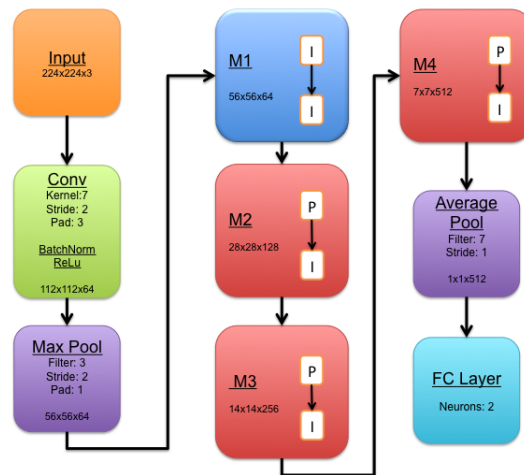 Input
224x224x3
Conv
Kernel:7
Stride: 2
Pad: 3
BatchNorm
ReLu
112x112x64
Max Pool
Filter: 3
Stride: 2
Pad: 1
56x56x64
M1
I
56x56x64
I
M2
P
28x28x128
I
M3
P
14x14x256
I
M4
P
7x7x512
I
Average
Pool
Filter: 7
Stride: 1
1x1x512
FC Layer
Neurons: 2